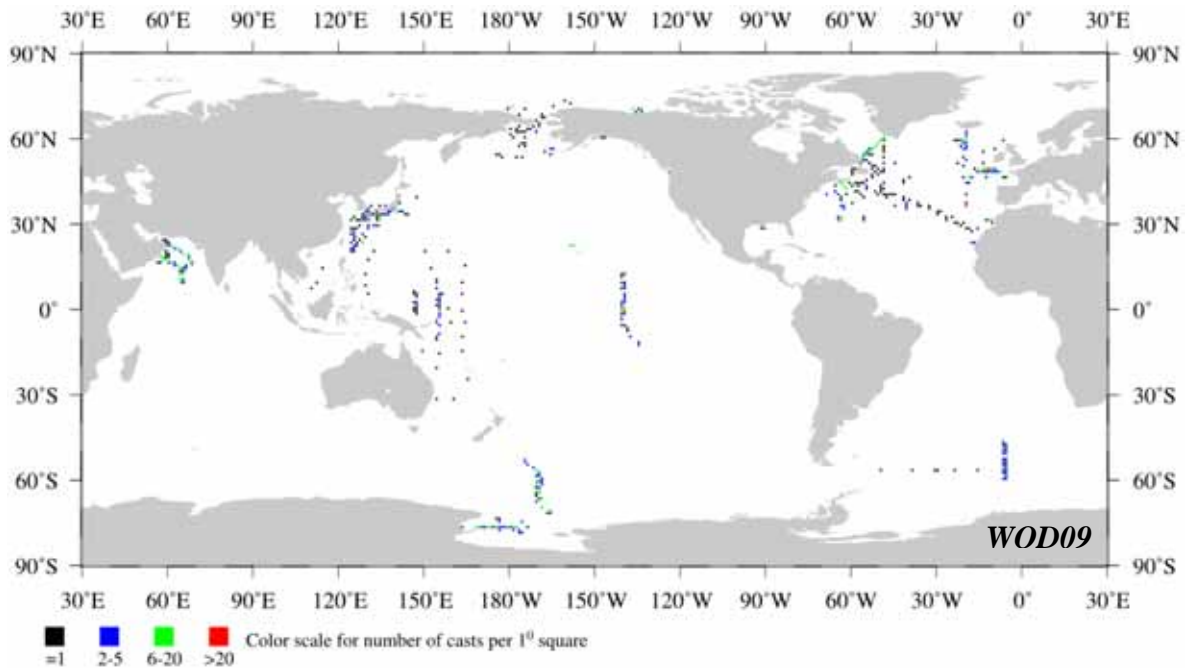 30˚E 60˚E 90˚E 120˚E 150˚E 180˚W 150˚W 120˚W 90˚W 60˚W 30˚W 0˚ 30˚E
90˚N 90˚N
60˚N 60˚N
30˚N 30˚N
0˚ 0˚
30˚S 30˚S
60˚S 60˚S
WOD09
90˚S 90˚S
30˚E 60˚E 90˚E 120˚E 150˚E 180˚W 150˚W 120˚W 90˚W 60˚W 30˚W 0˚ 30˚E
Color scale for number of casts per 1⁰ square
=1 2-5 6-20 >20